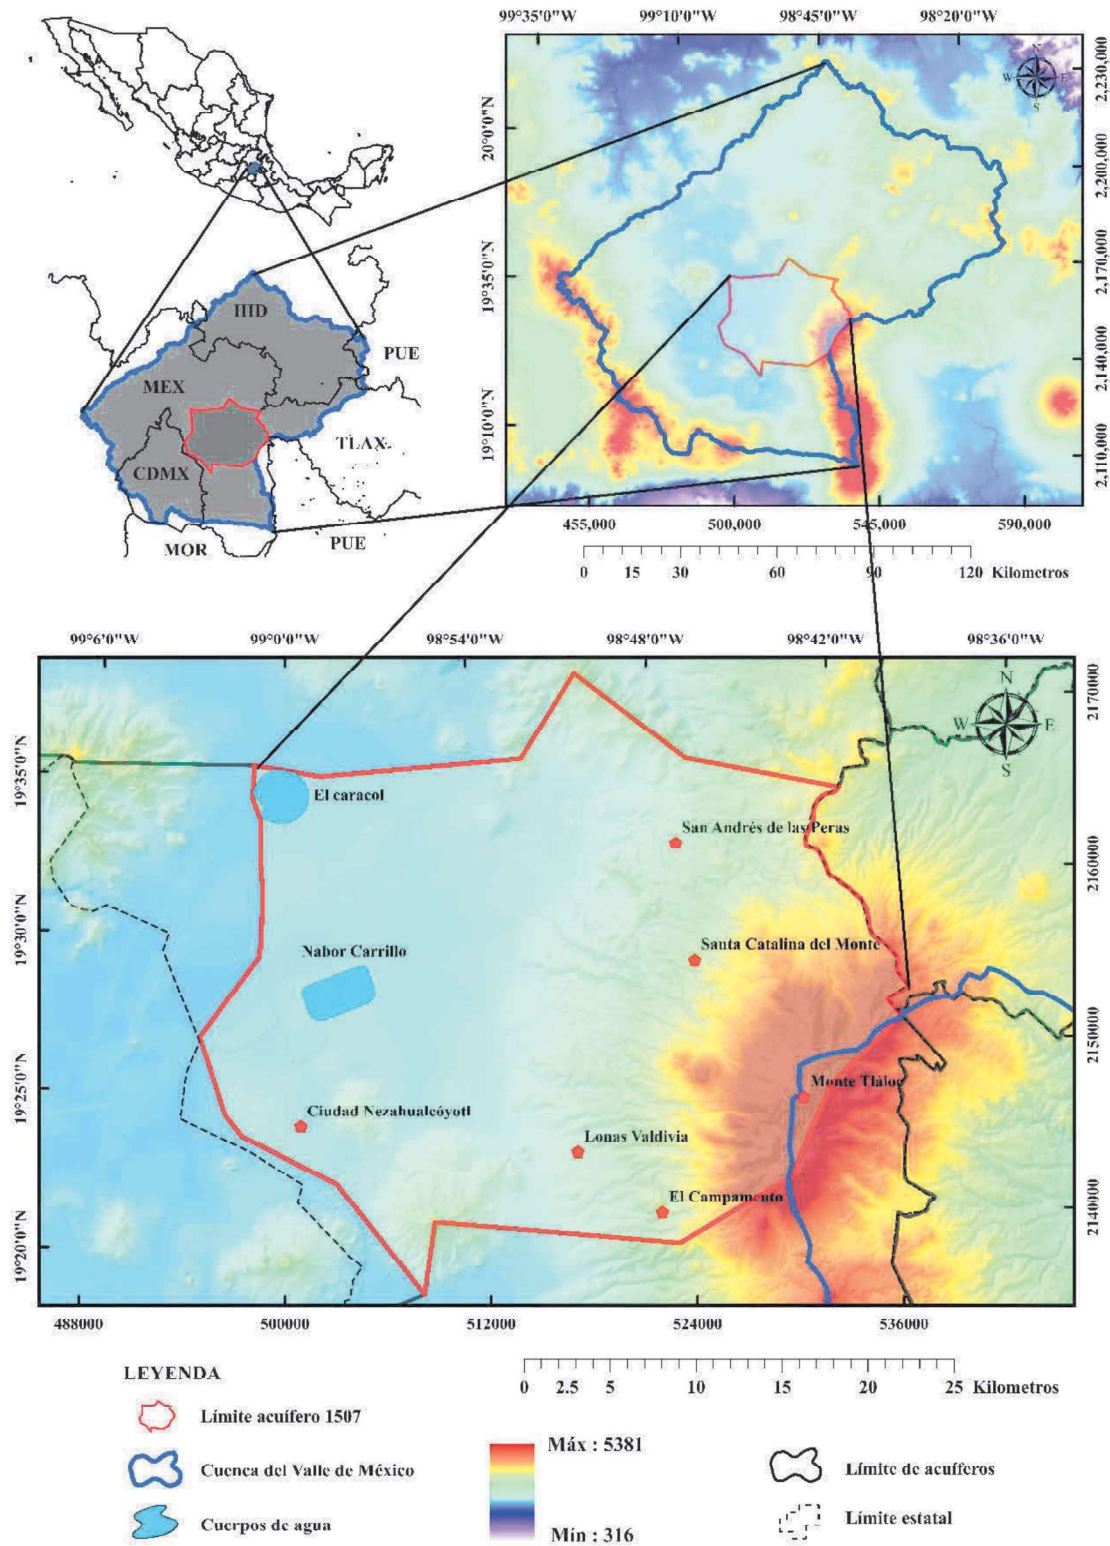 99°35'0"W 99°10'0"W 98°45'0"W 98°20'0"W
N
W E
S
2,230,000
20°0'0"N
2,200,000
19°35'0"N
2,170,000
2,140,000
19°10'0"N
2,110,000
HID
PUE
MEX
TLAX.
CDMX
MOR
PUE
455,000 500,000 545,000 590,000
0 15 30 60 90 120 Kilometros
99°6'0"W 99°0'0"W 98°54'0"W 98°48'0"W 98°42'0"W 98°36'0"W
N
W E
S
2170000
19°35'0"N
El caracol
San Andrés de las Peras
2160000
19°30'0"N
Nabor Carrillo
Santa Catalina del Monte
2150000
19°25'0"N
Monte Tláloc
Ciudad Nezahualcóyotl
Lonas Valdivia
El Campamento
2140000
19°20'0"N
488000 500000 512000 524000 536000
0 2.5 5 10 15 20 25 Kilometros
LEYENDA
Límite acuífero 1507
Cuenca del Valle de México
Cuerpos de agua
Máx : 5381
Mín : 316
Límite de acuíferos
Límite estatal